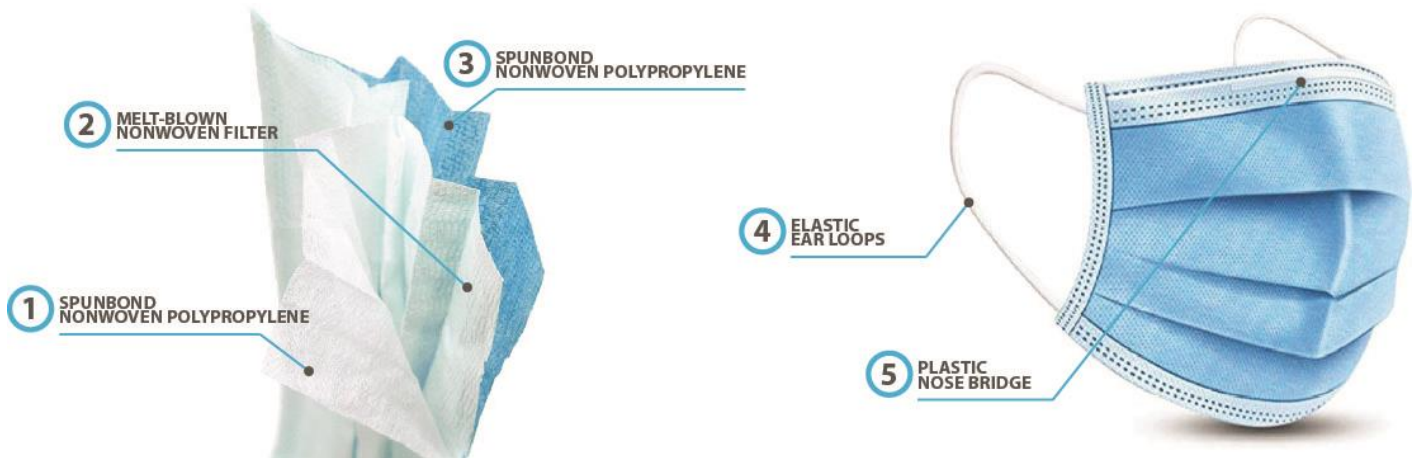 3 SPUNBOND
NONWOVEN POLYPROPYLENE
2 MELT-BLOWN
NONWOVEN FILTER
1 SPUNBOND
NONWOVEN POLYPROPYLENE
4 ELASTIC
EAR LOOPS
5 PLASTIC
NOSE BRIDGE